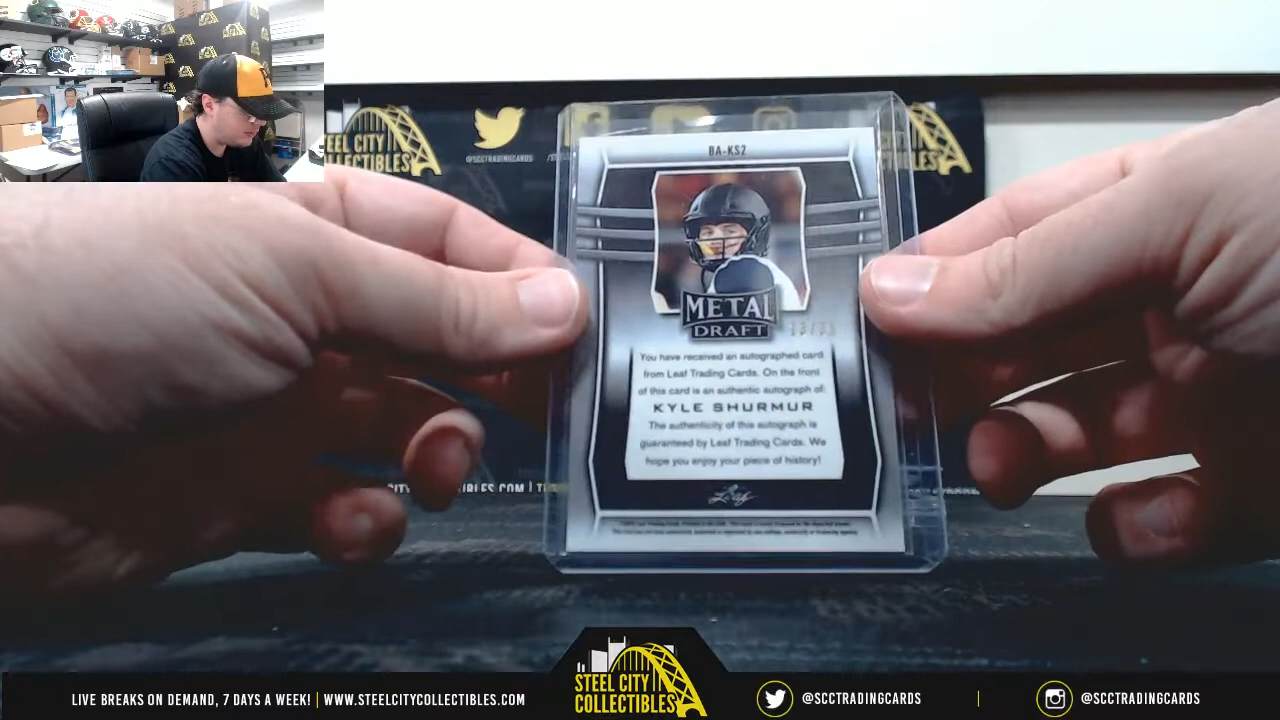 STEEL CITY
COLLECTIBLES
@SCCTRADINGCARDS
BA-KS2
METAL
DRAFT
You have received an autographed card
from Leaf Trading Cards. On the front
of this card is an authentic autograph of:
KYLE SHURMUR
The authenticity of this autograph is
guaranteed by Leaf Trading Cards. We
hope you enjoy your piece of history!
Leaf
LIVE BREAKS ON DEMAND, 7 DAYS A WEEK! | WWW.STEELCITYCOLLECTIBLES.COM
STEEL CITY
COLLECTIBLES
@SCCTRADINGCARDS
@SCCTRADINGCARDS